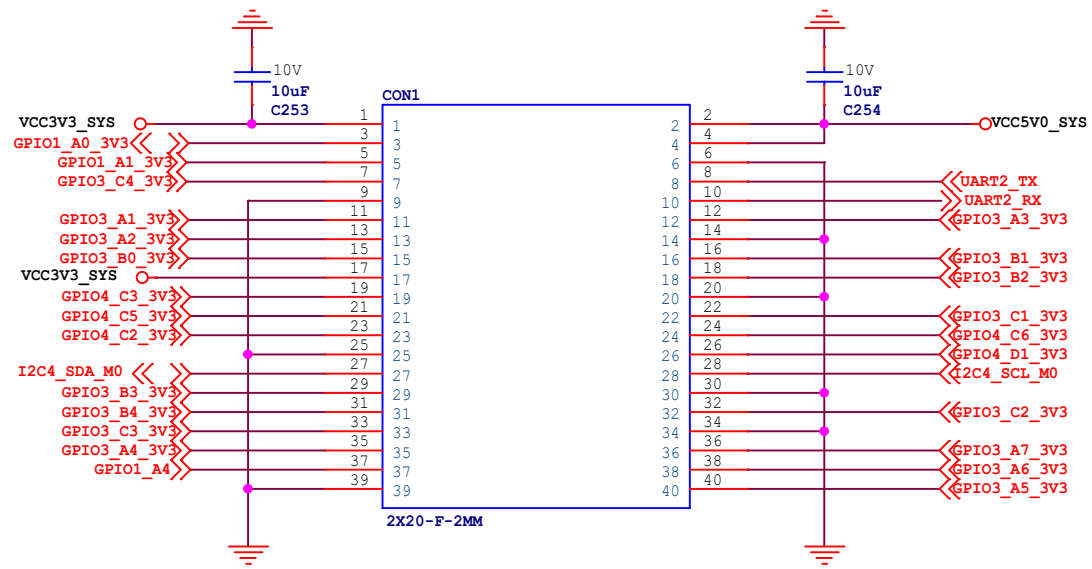 10V
10uF
C253
10V
10uF
C254
CON1
VCC3V3_SYS 1 1 2 2 VCC5V0_SYS
GPIO1_A0_3V3 3 3 4 4
GPIO1_A1_3V3 5 5 6 6
GPIO3_C4_3V3 7 7 8 8 UART2_TX
9 9 10 10 UART2_RX
GPIO3_A1_3V3 11 11 12 12 GPIO3_A3_3V3
GPIO3_A2_3V3 13 13 14 14
GPIO3_B0_3V3 15 15 16 16 GPIO3_B1_3V3
VCC3V3_SYS 17 17 18 18 GPIO3_B2_3V3
GPIO4_C3_3V3 19 19 20 20
GPIO4_C5_3V3 21 21 22 22 GPIO3_C1_3V3
GPIO4_C2_3V3 23 23 24 24 GPIO4_C6_3V3
25 25 26 26 GPIO4_D1_3V3
I2C4_SDA_M0 27 27 28 28 I2C4_SCL_M0
GPIO3_B3_3V3 29 29 30 30
GPIO3_B4_3V3 31 31 32 32 GPIO3_C2_3V3
GPIO3_C3_3V3 33 33 34 34
GPIO3_A4_3V3 35 35 36 36 GPIO3_A7_3V3
GPIO1_A4 37 37 38 38 GPIO3_A6_3V3
39 39 40 40 GPIO3_A5_3V3
2X20-F-2MM